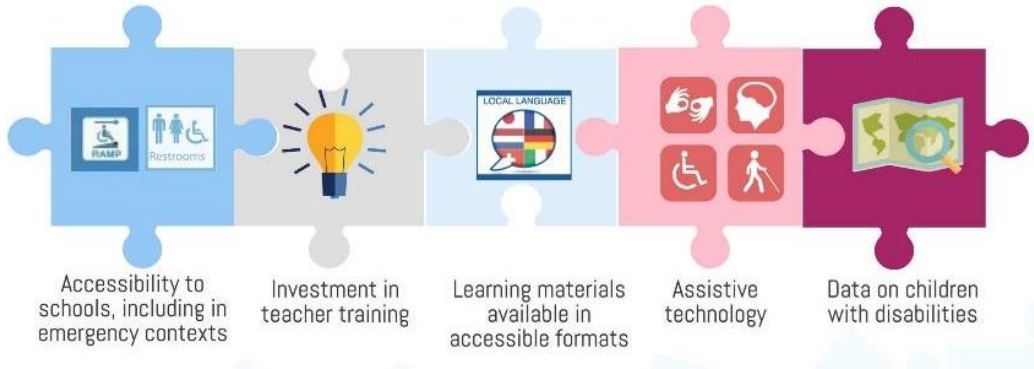 RAMP
Restrooms
LOCAL LANGUAGE
Accessibility to
schools, including in
emergency contexts
Investment in
teacher training
Learning materials
available in
accessible formats
Assistive
technology
Data on children
with disabilities